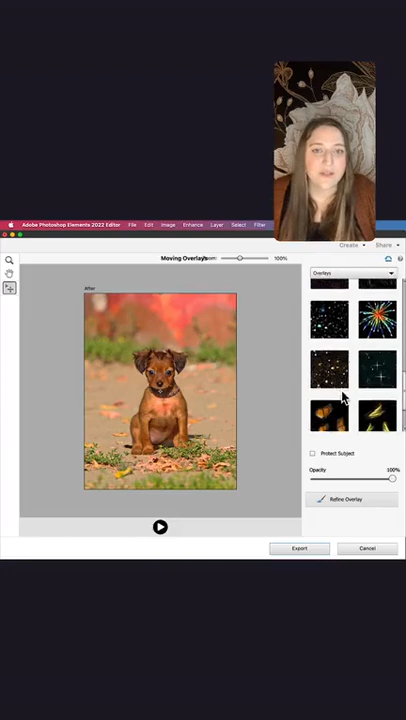 Adobe Photoshop Elements 2022 Editor File Edit Image Enhance Layer Select Filter
Create Share
Moving Overlays 100%
Overlays
After
Protect Subject
Opacity 100%
Refine Overlay
Export Cancel